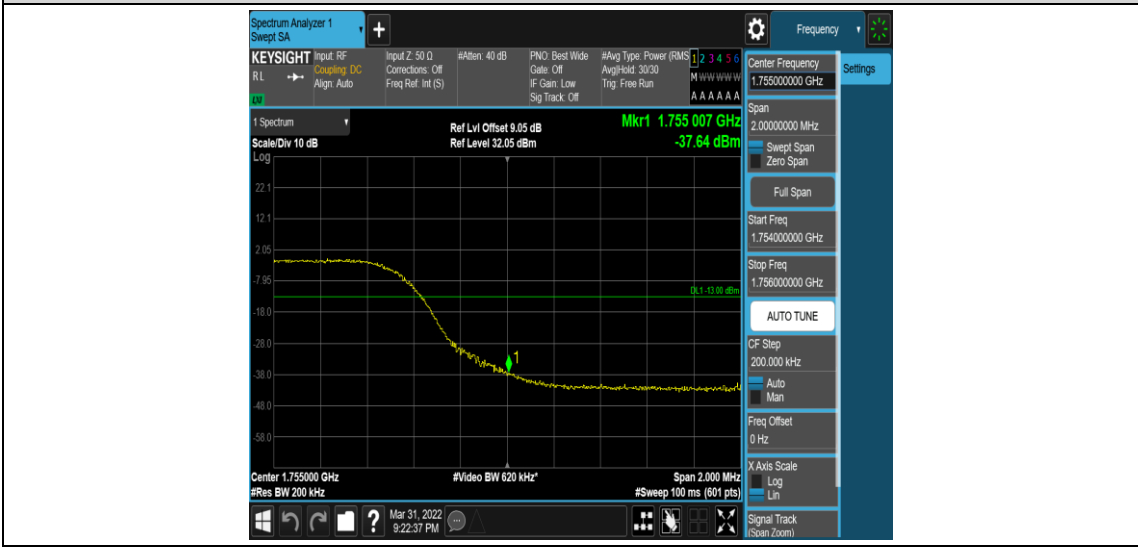 Spectrum Analyzer 1
Swept SA
+
Frequency
KEYSIGHT
RL
LXI
Input: RF
Coupling: DC
Align: Auto
Input Z: 50 Ω
Corrections: Off
Freq Ref: Int (S)
#Atten: 40 dB
PNO: Best Wide
Gate: Off
IF Gain: Low
Sig Track: Off
#Avg Type: Power (RMS
Avg|Hold: 30/30
Trig: Free Run
1 2 3 4 5 6
M W W W W W
A A A A A A
1 Spectrum
Scale/Div 10 dB
Log
Ref Lvl Offset 9.05 dB
Ref Level 32.05 dBm
Mkr1 1.755 007 GHz
-37.64 dBm
22.1
12.1
2.05
-7.95
DL1 -13.00 dBm
-18.0
-28.0
1
-38.0
-48.0
-58.0
Center 1.755000 GHz
#Res BW 200 kHz
#Video BW 620 kHz*
Span 2.000 MHz
#Sweep 100 ms (601 pts)
Center Frequency
1.755000000 GHz
Settings
Span
2.00000000 MHz
Swept Span
Zero Span
Full Span
Start Freq
1.754000000 GHz
Stop Freq
1.756000000 GHz
AUTO TUNE
CF Step
200.000 kHz
Auto
Man
Freq Offset
0 Hz
X Axis Scale
Log
Lin
Signal Track
(Span Zoom)
?
Mar 31, 2022
9:22:37 PM